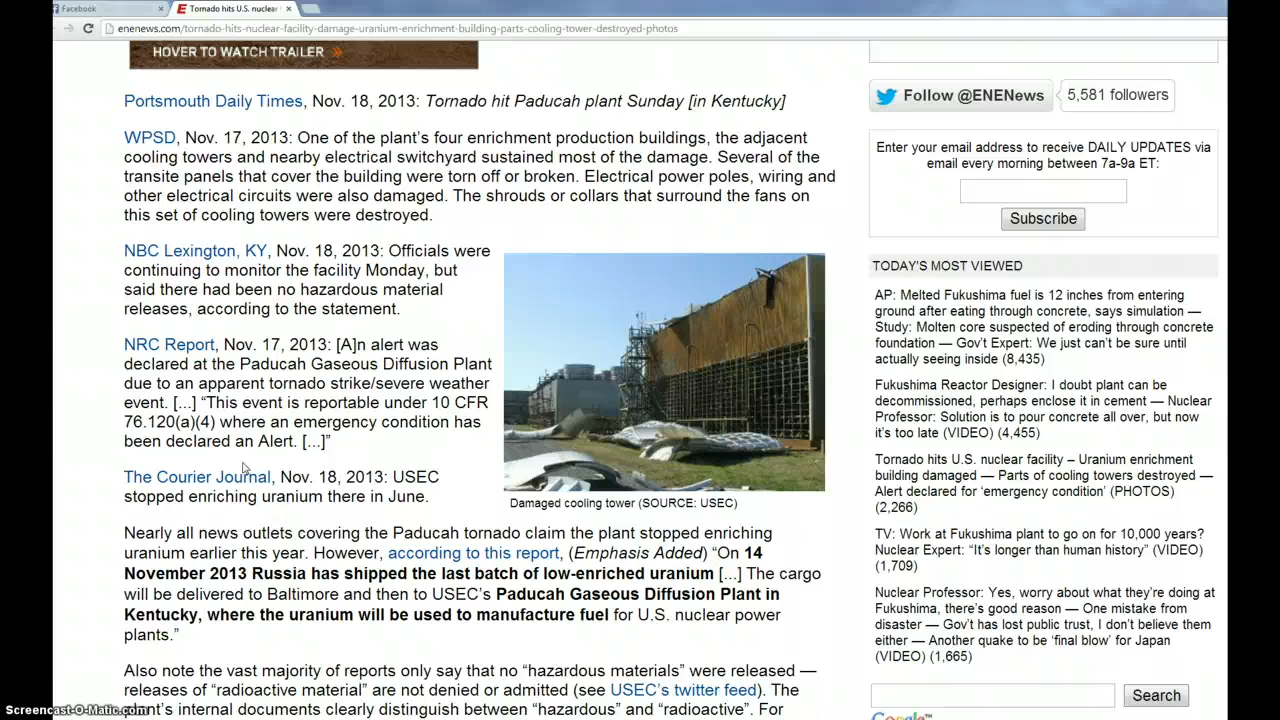 Facebook
Tornado hits U.S. nuclear
enenews.com/tornado-hits-nuclear-facility-damage-uranium-enrichment-building-parts-cooling-tower-destroyed-photos
HOVER TO WATCH TRAILER »
Portsmouth Daily Times, Nov. 18, 2013: Tornado hit Paducah plant Sunday [in Kentucky]
WPSD, Nov. 17, 2013: One of the plant's four enrichment production buildings, the adjacent
cooling towers and nearby electrical switchyard sustained most of the damage. Several of the
transite panels that cover the building were torn off or broken. Electrical power poles, wiring and
other electrical circuits were also damaged. The shrouds or collars that surround the fans on
this set of cooling towers were destroyed.
NBC Lexington, KY, Nov. 18, 2013: Officials were
continuing to monitor the facility Monday, but
said there had been no hazardous material
releases, according to the statement.
NRC Report, Nov. 17, 2013: [A]n alert was
declared at the Paducah Gaseous Diffusion Plant
due to an apparent tornado strike/severe weather
event. [...] “This event is reportable under 10 CFR
76.120(a)(4) where an emergency condition has
been declared an Alert. [...]”
The Courier Journal, Nov. 18, 2013: USEC
stopped enriching uranium there in June.
Damaged cooling tower (SOURCE: USEC)
Nearly all news outlets covering the Paducah tornado claim the plant stopped enriching
uranium earlier this year. However, according to this report, (Emphasis Added) “On 14
November 2013 Russia has shipped the last batch of low-enriched uranium [...] The cargo
will be delivered to Baltimore and then to USEC's Paducah Gaseous Diffusion Plant in
Kentucky, where the uranium will be used to manufacture fuel for U.S. nuclear power
plants.”
Also note the vast majority of reports only say that no “hazardous materials” were released —
releases of “radioactive material” are not denied or admitted (see USEC's twitter feed). The
plant's internal documents clearly distinguish between “hazardous” and “radioactive”. For
Follow @ENENews
5,581 followers
Enter your email address to receive DAILY UPDATES via
email every morning between 7a-9a ET:
Subscribe
TODAY'S MOST VIEWED
AP: Melted Fukushima fuel is 12 inches from entering
ground after eating through concrete, says simulation —
Study: Molten core suspected of eroding through concrete
foundation — Gov't Expert: We just can't be sure until
actually seeing inside (8,435)
Fukushima Reactor Designer: I doubt plant can be
decommissioned, perhaps enclose it in cement — Nuclear
Professor: Solution is to pour concrete all over, but now
it's too late (VIDEO) (4,455)
Tornado hits U.S. nuclear facility – Uranium enrichment
building damaged — Parts of cooling towers destroyed —
Alert declared for ‘emergency condition’ (PHOTOS)
(2,266)
TV: Work at Fukushima plant to go on for 10,000 years?
Nuclear Expert: “It's longer than human history” (VIDEO)
(1,709)
Nuclear Professor: Yes, worry about what they're doing at
Fukushima, there's good reason — One mistake from
disaster — Gov't has lost public trust, I don't believe them
either — Another quake to be ‘final blow’ for Japan
(VIDEO) (1,665)
Search
Google™
Screencast-O-Matic.com